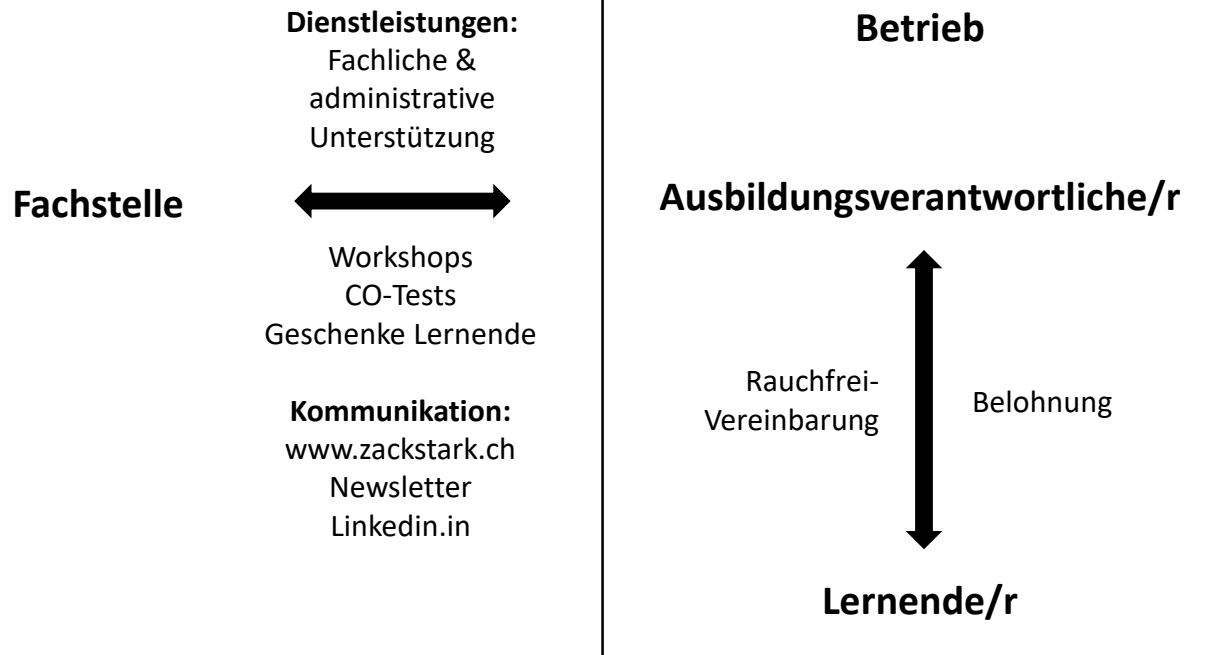 Dienstleistungen:
Fachliche &
administrative
Unterstützung
Fachstelle
Workshops
CO-Tests
Geschenke Lernende
Kommunikation:
www.zackstark.ch
Newsletter
Linkedin.in
Betrieb
Ausbildungsverantwortliche/r
Rauchfrei-
Vereinbarung
Belohnung
Lernende/r